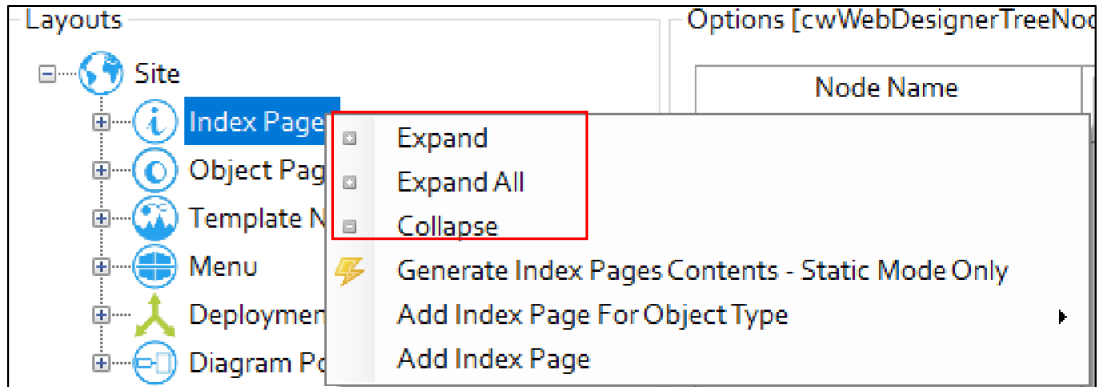 Layouts
Options [cwWebDesignerTreeNo
Site
Node Name
Index Page
Expand
Object Pag
Expand All
Template N
Collapse
Menu
Generate Index Pages Contents - Static Mode Only
Deploymen
Add Index Page For Object Type
Diagram Po
Add Index Page